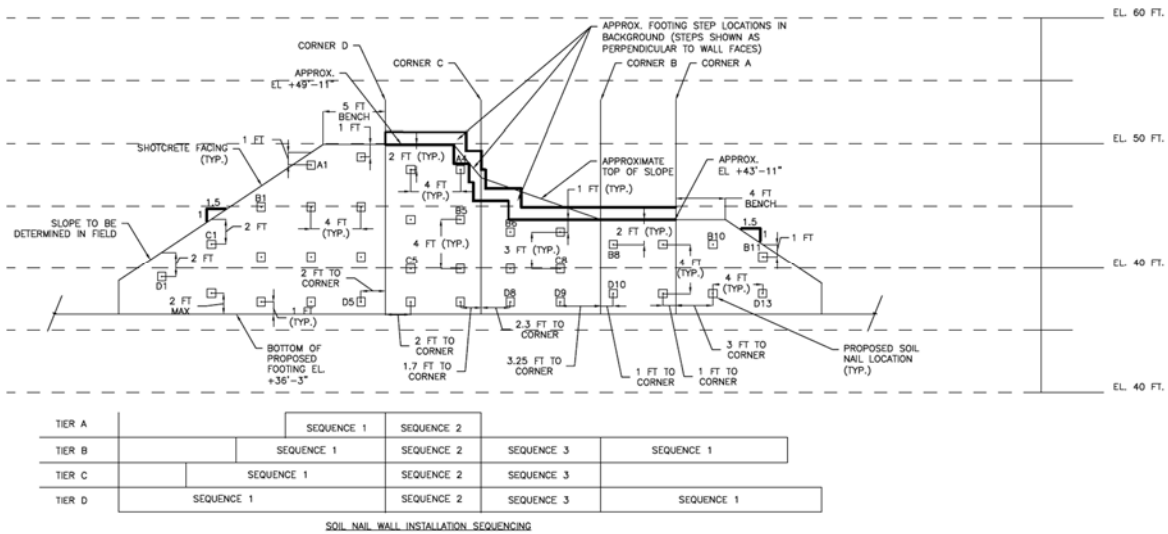 EL. 60 FT.
APPROX. FOOTING STEP LOCATIONS IN
BACKGROUND (STEPS SHOWN AS
PERPENDICULAR TO WALL FACES)
CORNER D
CORNER C
CORNER B
CORNER A
APPROX.
EL +49'-11"
5 FT
BENCH
1 FT
1 FT
EL. 50 FT.
SHOTCRETE FACING
(TYP.)
A1
2 FT (TYP.)
A4
APPROXIMATE
TOP OF SLOPE
APPROX.
EL +43'-11"
4 FT
(TYP.)
1 FT (TYP.)
4 FT
BENCH
1.5
1
B1
4 FT
(TYP.)
B5
B6
2 FT (TYP.)
1.5
1
SLOPE TO BE
DETERMINED IN FIELD
C1
2 FT
4 FT
(TYP.)
3 FT (TYP.)
B8
B10
B11
1 FT
2 FT
C5
C8
4 FT
(TYP.)
EL. 40 FT.
D1
2 FT TO
CORNER
4 FT
(TYP.)
2 FT
MAX
1 FT
(TYP.)
D5
D8
D9
D10
D13
BOTTOM OF
PROPOSED
FOOTING EL.
+36'-3"
2 FT TO
CORNER
1.7 FT TO
CORNER
2.3 FT TO
CORNER
3.25 FT TO
CORNER
1 FT TO
CORNER
1 FT TO
CORNER
3 FT TO
CORNER
PROPOSED SOIL
NAIL LOCATION
(TYP.)
EL. 40 FT.
TIER A SEQUENCE 1 SEQUENCE 2
TIER B SEQUENCE 1 SEQUENCE 2 SEQUENCE 3 SEQUENCE 1
TIER C SEQUENCE 1 SEQUENCE 2 SEQUENCE 3
TIER D SEQUENCE 1 SEQUENCE 2 SEQUENCE 3 SEQUENCE 1
SOIL NAIL WALL INSTALLATION SEQUENCING